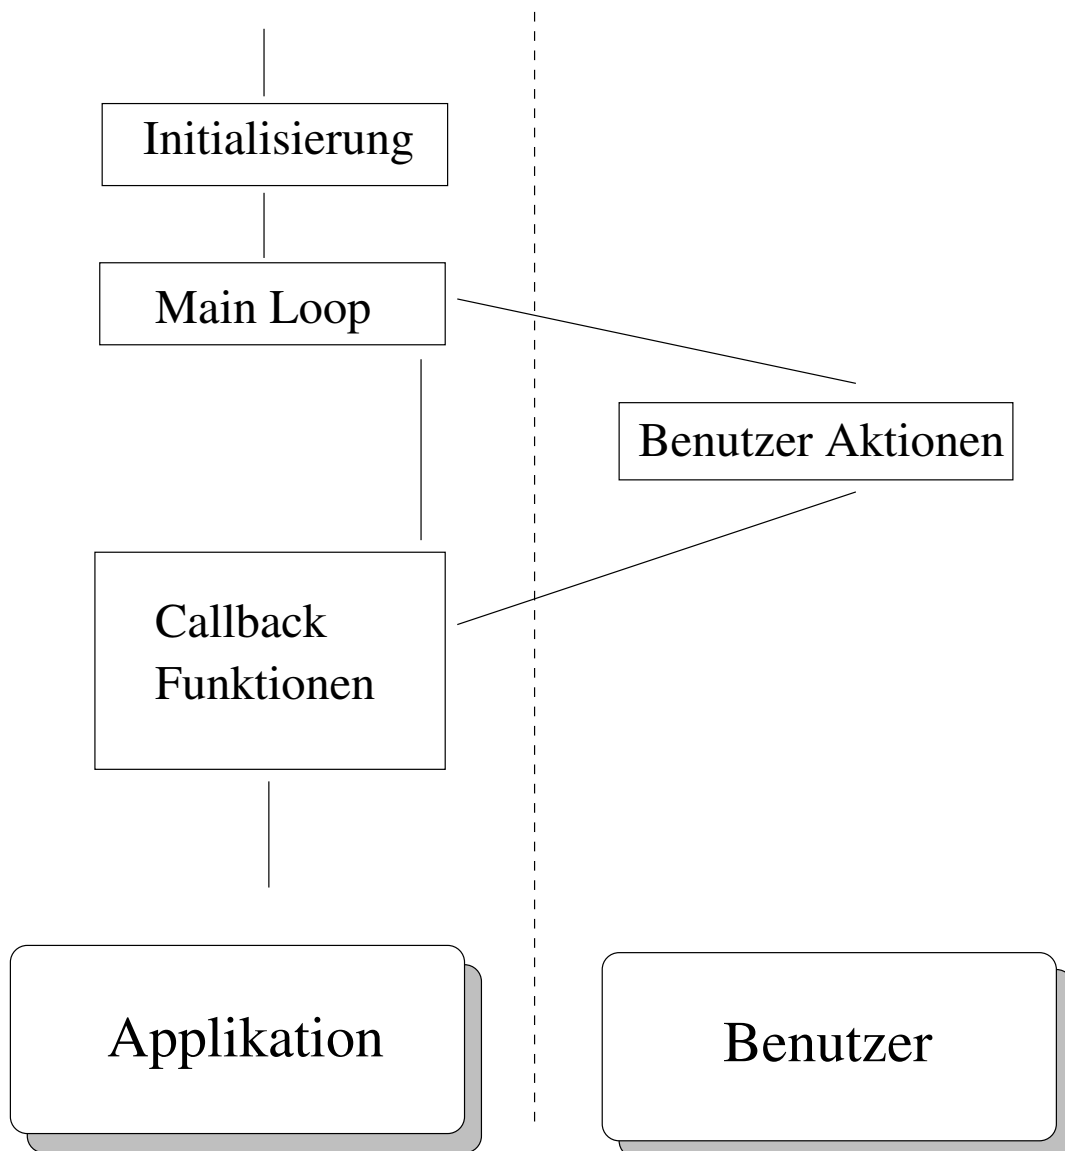 Initialisierung
Main Loop
Benutzer Aktionen
Callback
Funktionen
Applikation
Benutzer